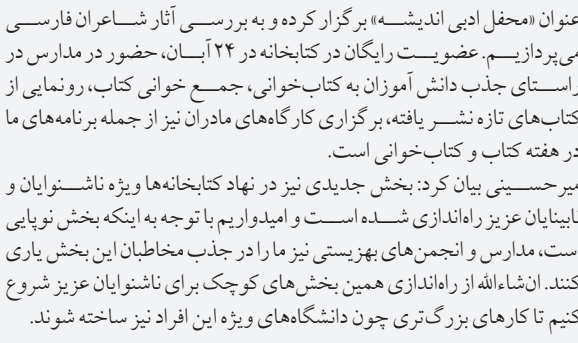 عنوان «محفل ادبی اندیشه» برگزار کرده و به بررسی آثار شاعران فارسی
می‌پردازیم. عضویت رایگان در کتابخانه در ۲۴ آبان، حضور در مدارس در
راستای جذب دانش آموزان به کتاب‌خوانی، جمع خوانی کتاب، رونمایی از
کتاب‌های تازه نشر یافته، برگزاری کارگاه‌های مادران نیز از جمله برنامه‌های ما
در هفته کتاب و کتاب‌خوانی است.
میرحسینی بیان کرد: بخش جدیدی نیز در نهاد کتابخانه‌ها ویژه ناشنوایان و
نابینایان عزیز راه‌اندازی شده است و امیدواریم با توجه به اینکه بخش نوپایی
است، مدارس و انجمن‌های بهزیستی نیز ما را در جذب مخاطبان این بخش یاری
کنند. ان‌شاءالله از راه‌اندازی همین بخش‌های کوچک برای ناشنوایان عزیز شروع
کنیم تا کارهای بزرگ‌تری چون دانشگاه‌های ویژه این افراد نیز ساخته شوند.